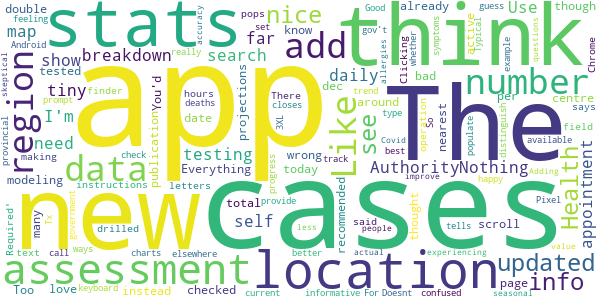 double pops Good already Use though
feeling Android stats nice think
map breakdown far search add know guess gov't
skeptical show tested really set accuracy
tiny hours deaths finder There closes
region I'm You'd projections
app The cases new
Clicking allergies whether active symptoms Typical questions
number daily bad dec around per centre
Like see type 3XL So example
need publication date
provincial prompt testing wrong nearest operation trend says
Chrome distinguish field
data Everything today best Covid populate available
making check Authority Nothing
modeling instructions letters track progress improve happy
Required' many Tx government drilled total self
recommended said people thought tells scroll
Health appointment Adding
text call ways charts elsewhere provide less better actual
assessment location updated info
Too love keyboard instead checked
current informative For Doesnt confused
experiencing page seasonal value